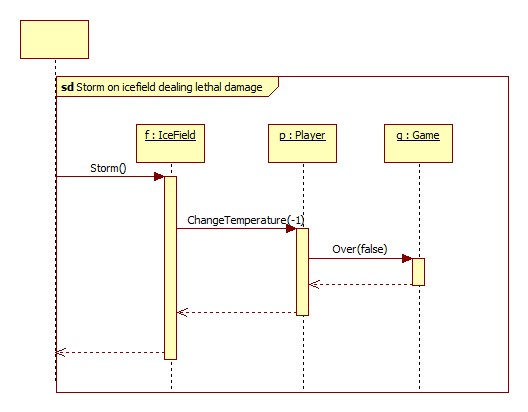 sd Storm on icefield dealing lethal damage
f : IceField
p : Player
g : Game
Storm()
ChangeTemperature(-1)
Over(false)